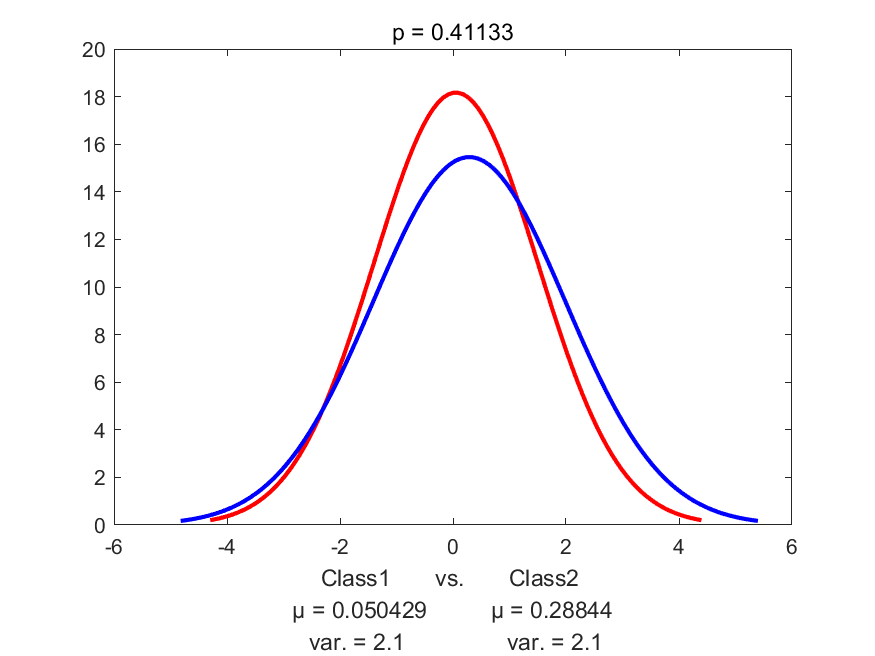 p = 0.41133
20
18
16
14
12
10
8
6
4
2
0
-6 -4 -2 0 2 4 6
Class1 vs. Class2
μ = 0.050429 μ = 0.28844
var. = 2.1 var. = 2.1